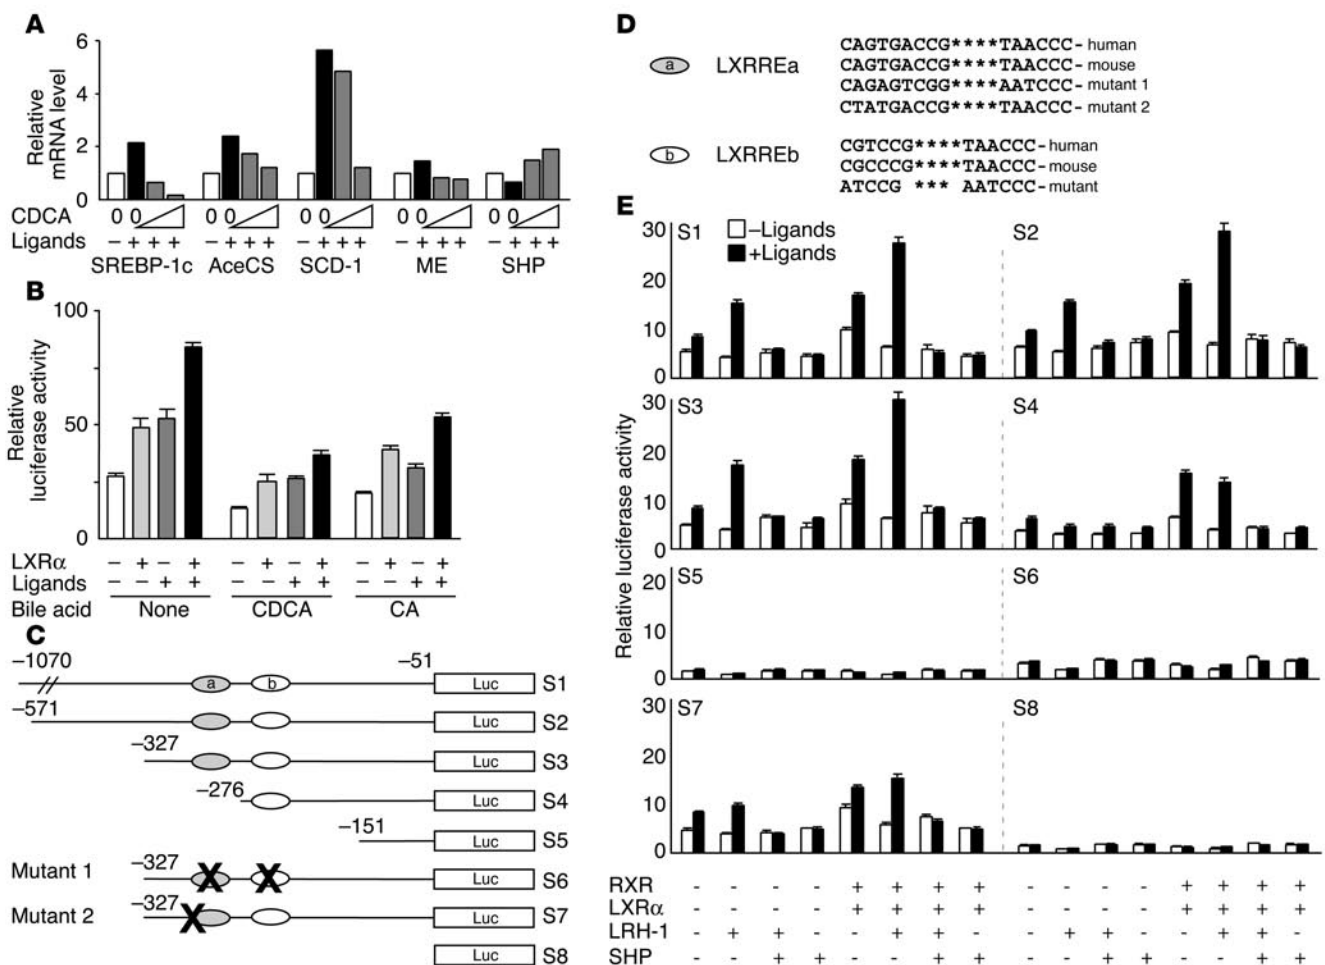 A
Relative
mRNA level
6
4
2
0
CDCA 0 0 0 0 0 0 0 0 0 0
Ligands − + + + − + + + − + + + − + + + − + + +
SREBP-1c AceCS SCD-1 ME SHP
B
Relative
luciferase activity
100
50
0
LXRα − + − + − + − + − + − +
Ligands − − + + − − + + − − + +
Bile acid None CDCA CA
C
−1070 −51
a b Luc S1
−571
Luc S2
−327
Luc S3
−276
Luc S4
−151
Luc S5
Mutant 1 −327 X X Luc S6
Mutant 2 −327 X Luc S7
Luc S8
D
a LXRREa
CAGTGACCG****TAACCC- human
CAGTGACCG****TAACCC- mouse
CAGAGTCGG****AATCCC- mutant 1
CTATGACCG****TAACCC- mutant 2
b LXRREb
CGTCCG****TAACCC- human
CGCCCG****TAACCC- mouse
ATCCG *** AATCCC- mutant
E
Relative luciferase activity
−Ligands
+Ligands
30 S1 S2
20
10
0
30 S3 S4
20
10
0
20 S5 S6
10
0
30 S7 S8
20
10
0
RXR - - - - + + + + - - - - + + + +
LXRα - - - - + + + + - - - - + + + +
LRH-1 - + + - - + + - - + + - - + + -
SHP - - + + - - + + - - + + - - + +